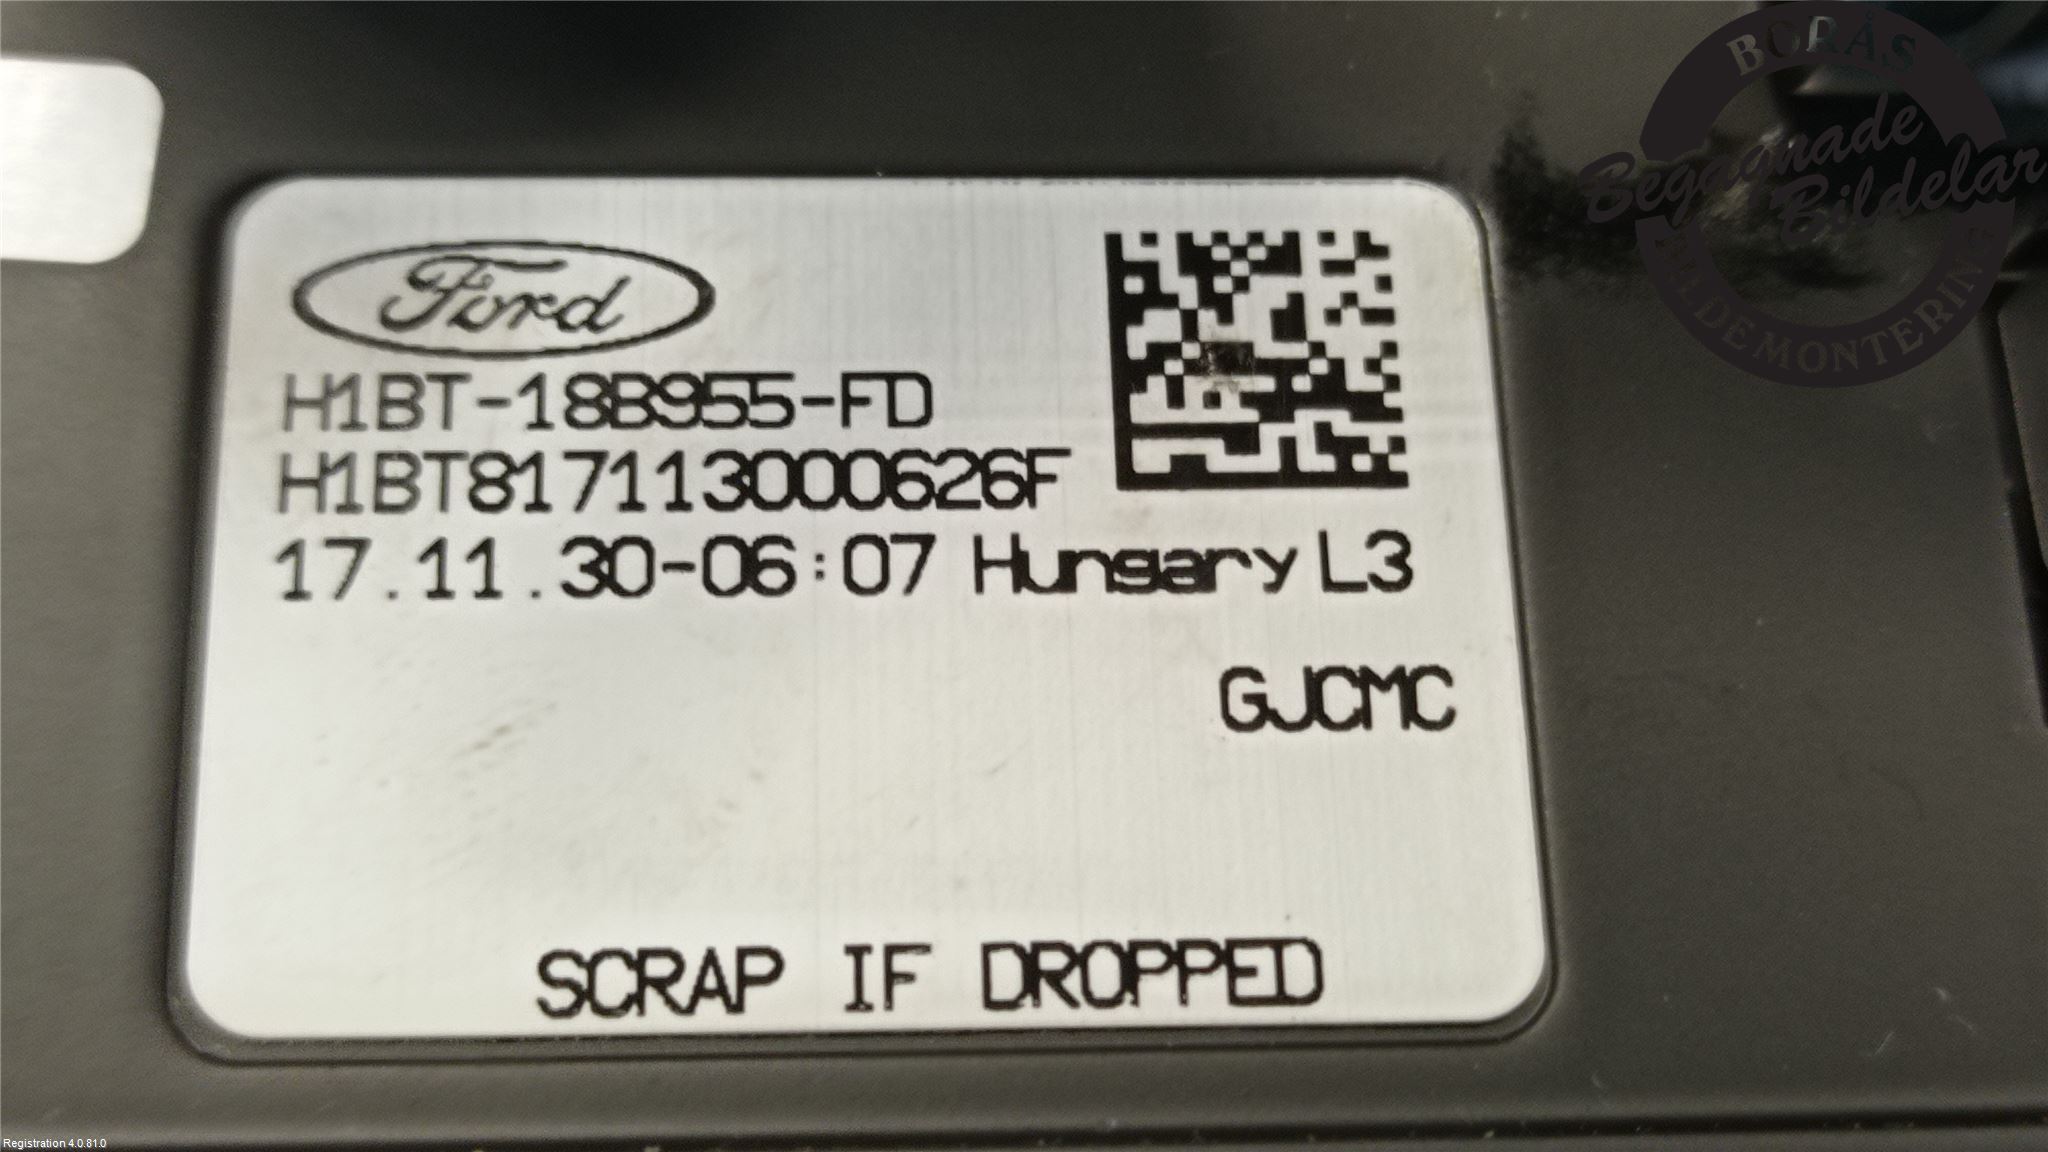 BORÅS
Begagnade
Bildelar
BILDEMONTERING
Ford
H1BT-18B955-FD
H1BT817113000626F
17.11.30-06:07 Hungary L3
GJCMC
SCRAP IF DROPPED
Registration 4.0.81.0